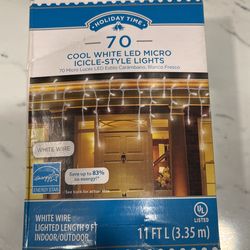 HOLIDAY TIME
70
COOL WHITE LED MICRO
ICICLE-STYLE LIGHTS
70 Micro Luces LED Estilo Carámbano, Blanco Fresco
WHITE WIRE
Save up to 83%
on energy!*
ENERGY STAR
WHITE WIRE
LIGHTED LENGTH 9 FT
INDOOR/OUTDOOR
UL
LISTED
11 FT L (3.35 m)